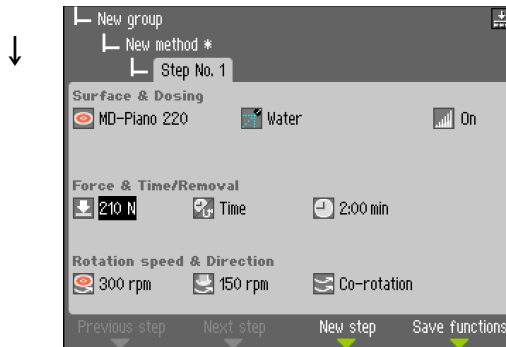 New group
New method *
Step No. 1
Surface & Dosing
MD-Piano 220 Water On
Force & Time/Removal
210 N Time 2:00 min
Rotation speed & Direction
300 rpm 150 rpm Co-rotation
Previous step Next step New step Save functions